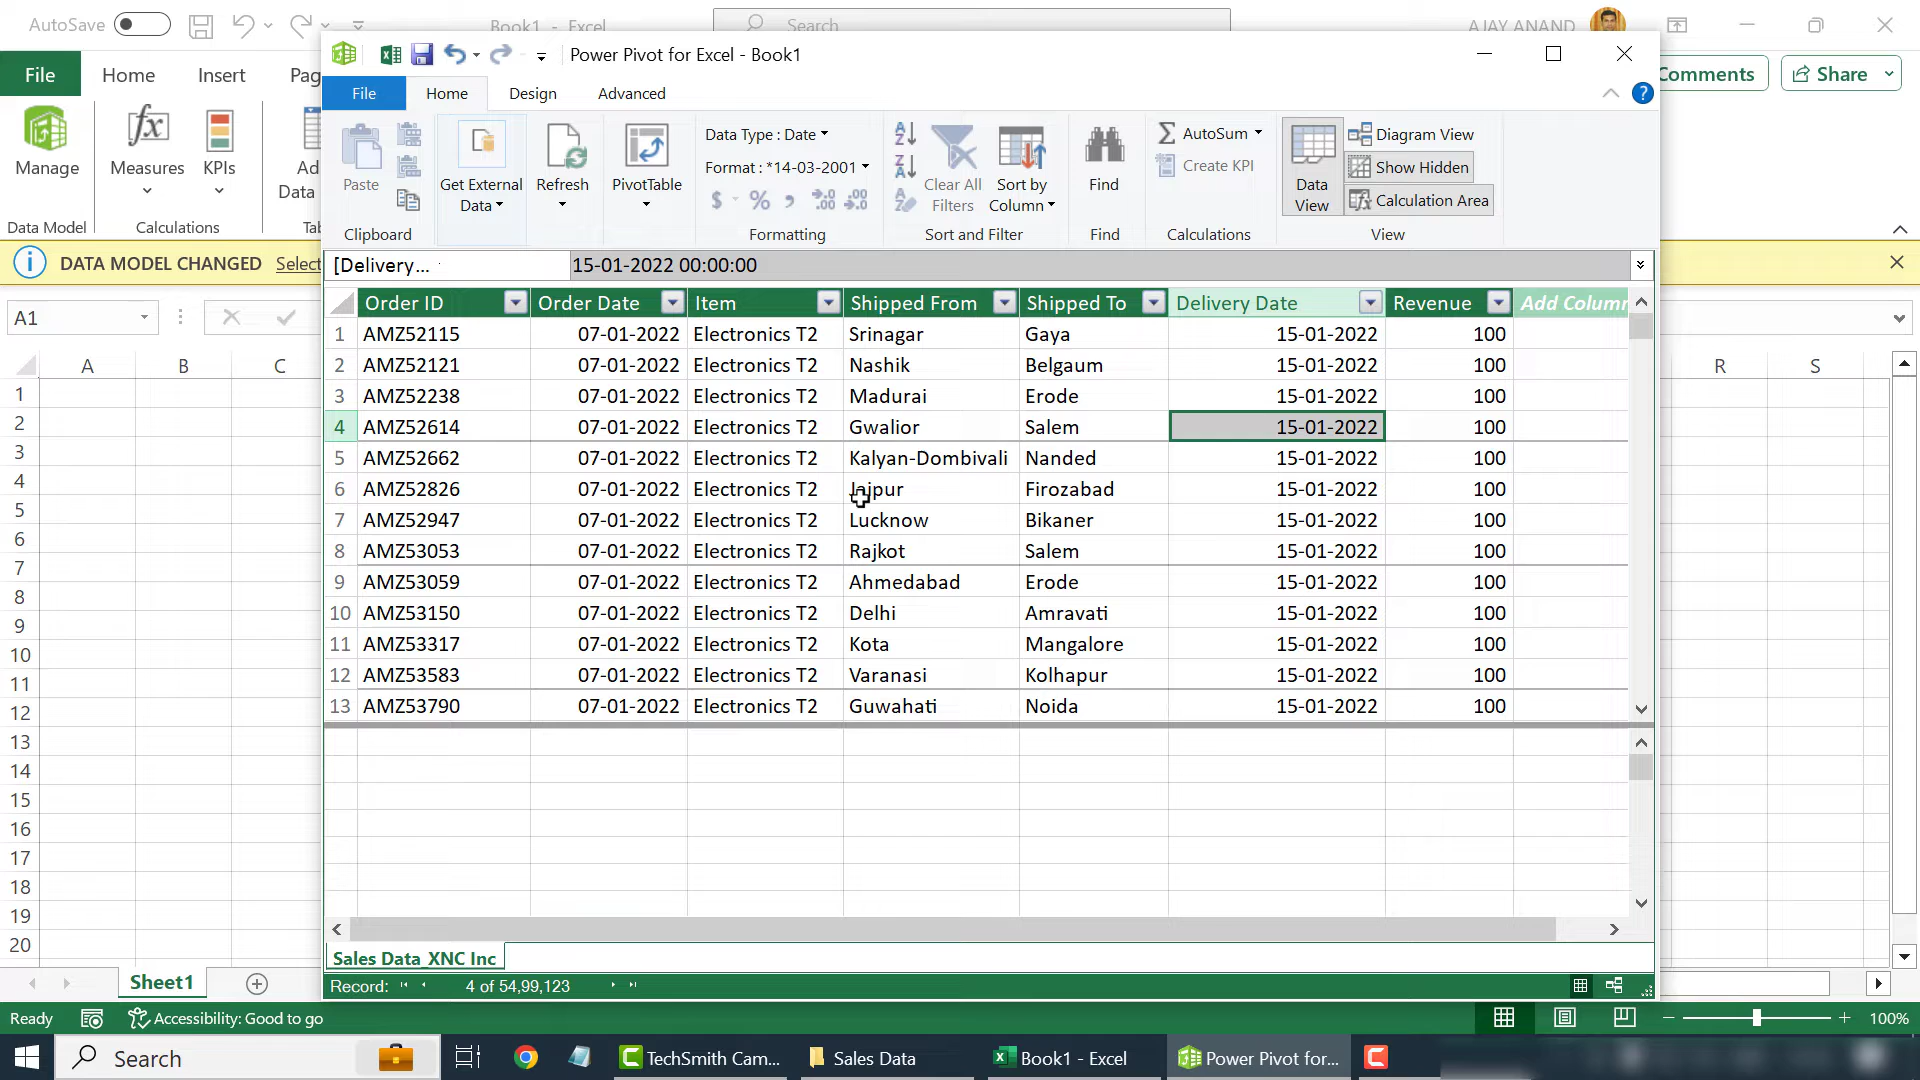 AutoSave
Book1 - Excel
Search
AJAY ANAND
File
Home
Insert
Pag
Comments
Share
Power Pivot for Excel - Book1
File
Home
Design
Advanced
Manage
Measures
KPIs
Ad
Data
Data Model
Calculations
Tab
Paste
Clipboard
Get External
Data
Refresh
PivotTable
Data Type : Date
Format : *14-03-2001
$ %
Formatting
Clear All
Filters
Sort by
Column
Sort and Filter
Find
Find
AutoSum
Create KPI
Calculations
Data
View
Diagram View
Show Hidden
Calculation Area
View
DATA MODEL CHANGED Select
A1
[Delivery... 15-01-2022 00:00:00
A B C R S
Order ID Order Date Item Shipped From Shipped To Delivery Date Revenue Add Column
1 AMZ52115 07-01-2022 Electronics T2 Srinagar Gaya 15-01-2022 100
2 AMZ52121 07-01-2022 Electronics T2 Nashik Belgaum 15-01-2022 100
3 AMZ52238 07-01-2022 Electronics T2 Madurai Erode 15-01-2022 100
4 AMZ52614 07-01-2022 Electronics T2 Gwalior Salem 15-01-2022 100
5 AMZ52662 07-01-2022 Electronics T2 Kalyan-Dombivali Nanded 15-01-2022 100
6 AMZ52826 07-01-2022 Electronics T2 Jaipur Firozabad 15-01-2022 100
7 AMZ52947 07-01-2022 Electronics T2 Lucknow Bikaner 15-01-2022 100
8 AMZ53053 07-01-2022 Electronics T2 Rajkot Salem 15-01-2022 100
9 AMZ53059 07-01-2022 Electronics T2 Ahmedabad Erode 15-01-2022 100
10 AMZ53150 07-01-2022 Electronics T2 Delhi Amravati 15-01-2022 100
11 AMZ53317 07-01-2022 Electronics T2 Kota Mangalore 15-01-2022 100
12 AMZ53583 07-01-2022 Electronics T2 Varanasi Kolhapur 15-01-2022 100
13 AMZ53790 07-01-2022 Electronics T2 Guwahati Noida 15-01-2022 100
1
2
3
4
5
6
7
8
9
10
11
12
13
14
15
16
17
18
19
20
Sales Data_XNC Inc
Record: 4 of 54,99,123
Sheet1
Ready
Accessibility: Good to go
100%
Search
TechSmith Cam...
Sales Data
Book1 - Excel
Power Pivot for...